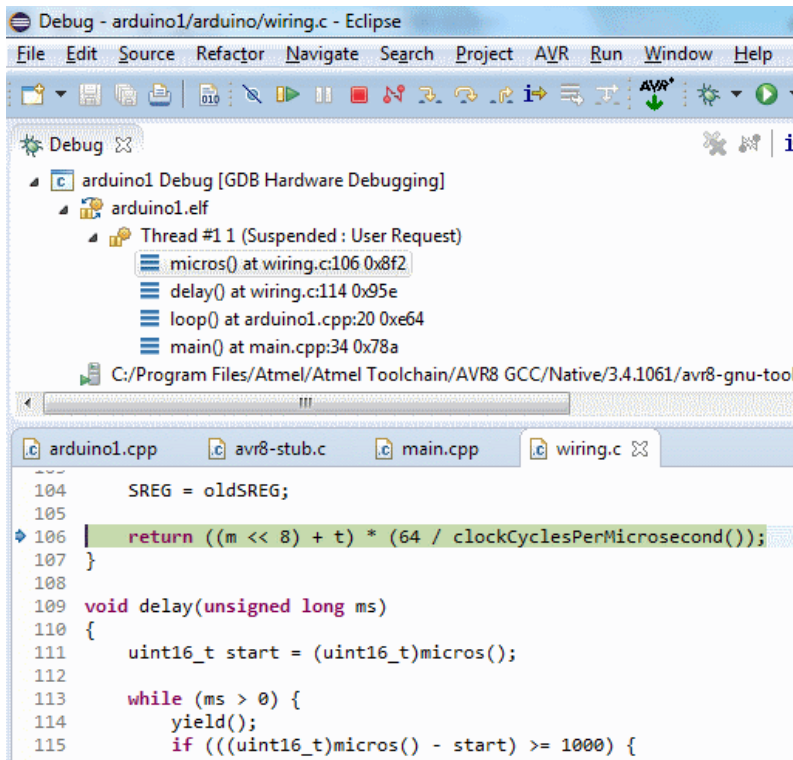 Debug - arduino1/arduino/wiring.c - Eclipse
File Edit Source Refactor Navigate Search Project AVR Run Window Help
010 i AVR
Debug
arduino1 Debug [GDB Hardware Debugging]
arduino1.elf
Thread #1 1 (Suspended : User Request)
micros() at wiring.c:106 0x8f2
delay() at wiring.c:114 0x95e
loop() at arduino1.cpp:20 0xe64
main() at main.cpp:34 0x78a
C:/Program Files/Atmel/Atmel Toolchain/AVR8 GCC/Native/3.4.1061/avr8-gnu-tool
arduino1.cpp avr8-stub.c main.cpp wiring.c
104 SREG = oldSREG;
105
106 return ((m << 8) + t) * (64 / clockCyclesPerMicrosecond());
107 }
108
109 void delay(unsigned long ms)
110 {
111 uint16_t start = (uint16_t)micros();
112
113 while (ms > 0) {
114 yield();
115 if (((uint16_t)micros() - start) >= 1000) {